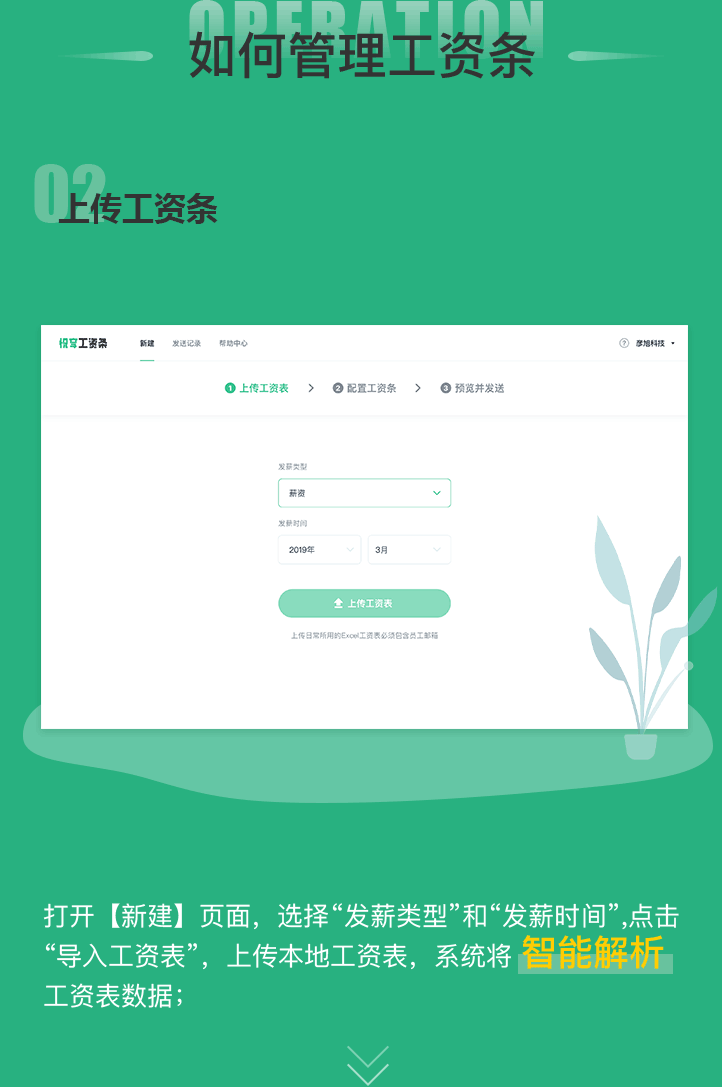 OPERATION
如何管理工资条
02
上传工资条
工资条 新建 发送记录 帮助中心 ? 彦旭科技
1 上传工资表 2 配置工资条 3 预览并发送
发薪类型
薪资
发薪时间
2019年 3月
上传工资表
上传日常所用的Excel工资表必须包含员工邮箱
打开【新建】页面，选择“发薪类型”和“发薪时间”,点击
“导入工资表”，上传本地工资表，系统将 智能解析
工资表数据；